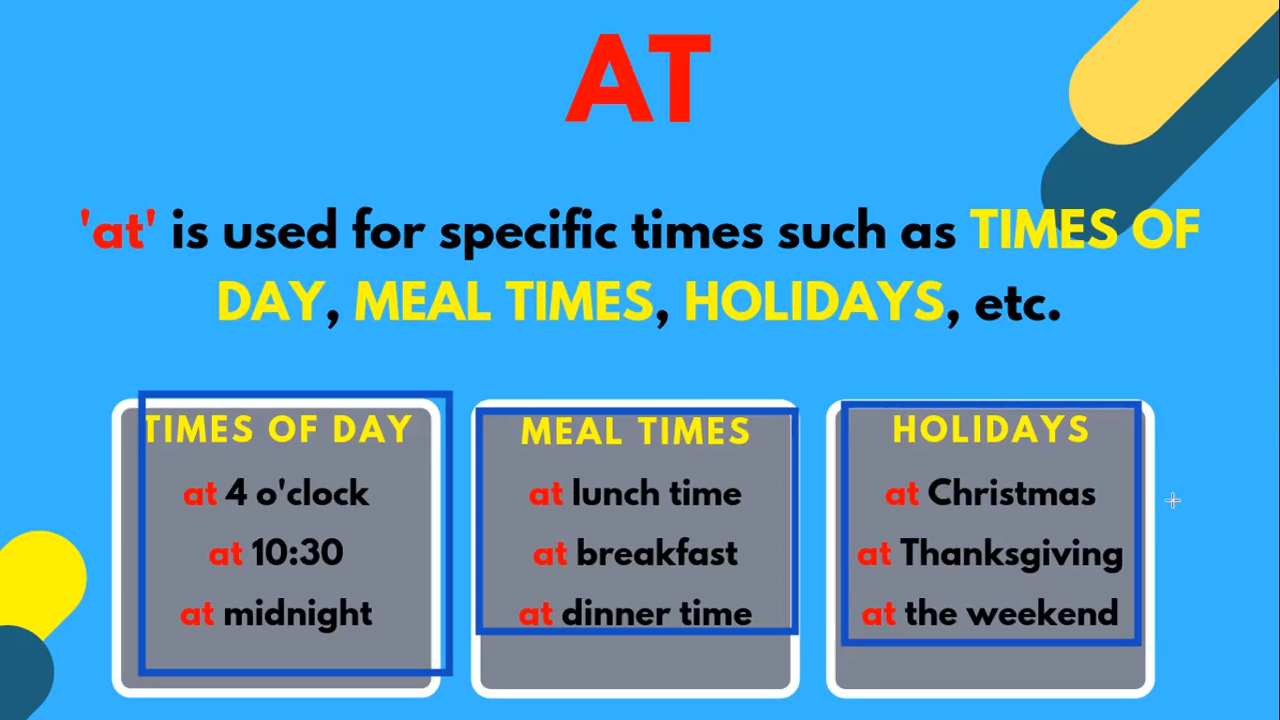 AT
'at' is used for specific times such as TIMES OF
DAY, MEAL TIMES, HOLIDAYS, etc.
TIMES OF DAY
at 4 o'clock
at 10:30
at midnight
MEAL TIMES
at lunch time
at breakfast
at dinner time
HOLIDAYS
at Christmas
at Thanksgiving
at the weekend